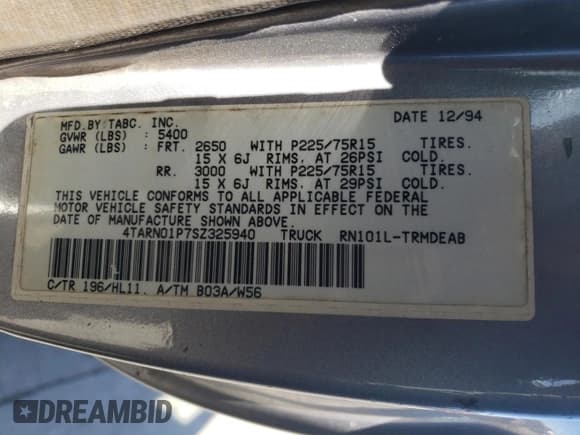 MFD.BY TABC. INC. DATE 12/94
GVWR (LBS) : 5400
GAWR (LBS) : FRT. 2650 WITH P225/75R15 TIRES.
15 X 6J RIMS. AT 26PSI COLD.
RR. 3000 WITH P225/75R15 TIRES.
15 X 6J RIMS. AT 29PSI COLD.
THIS VEHICLE CONFORMS TO ALL APPLICABLE FEDERAL
MOTOR VEHICLE SAFETY STANDARDS IN EFFECT ON THE
DATE OF MANUFACTURE SHOWN ABOVE.
4TARN01P7SZ325940 TRUCK RN101L-TRMDEAB
C/TR 196/HL11. A/TM B03A/W56
DREAMBID